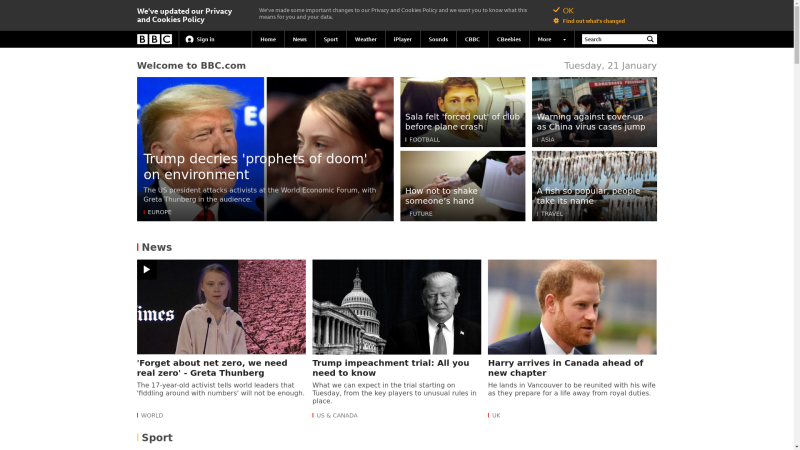 We've updated our Privacy
and Cookies Policy
We've made some important changes to our Privacy and Cookies Policy and we want you to know what
this means for you and your data.
OK
Find out what's changed
BBC
Sign in
Home
News
Sport
Weather
iPlayer
Sounds
CBBC
CBeebies
More
Search
Welcome to BBC.com
Tuesday, 21 January
Trump decries 'prophets of doom'
on environment
The US president attacks activists at the World Economic Forum, with
Greta Thunberg in the audience.
EUROPE
Sala felt 'forced out' of club
before plane crash
FOOTBALL
Warning against cover-up
as China virus cases jump
ASIA
How not to shake
someone's hand
FUTURE
A fish so popular, people
take its name
TRAVEL
News
imes
'Forget about net zero, we need
real zero' - Greta Thunberg
The 17-year-old activist tells world leaders that
'fiddling around with numbers' will not be enough.
WORLD
Trump impeachment trial: All you
need to know
What we can expect in the trial starting on
Tuesday, from the key players to unusual rules in
place.
US & CANADA
Harry arrives in Canada ahead of
new chapter
He lands in Vancouver to be reunited with his wife
as they prepare for a life away from royal duties.
UK
Sport